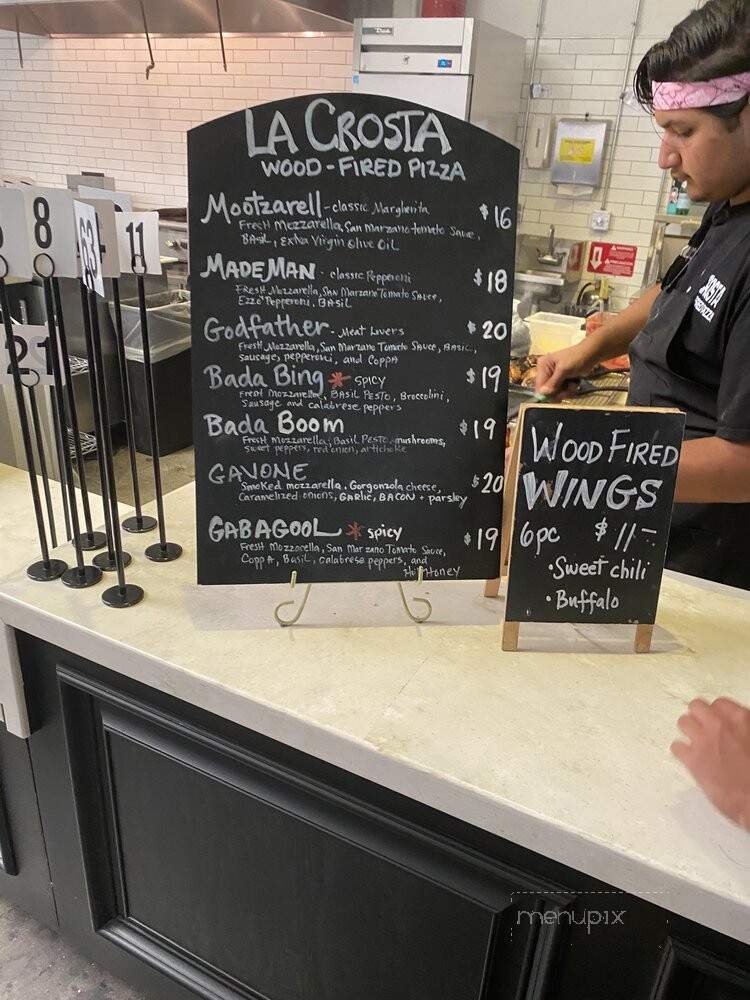 LA CROSTA
WOOD-FIRED PIZZA
Mootzarell - classic Margherita $16
Fresh Mozzarella, San Marzano tomato Sauce,
BASIL, Extra Virgin Olive Oil
MADE MAN - classic Pepperoni $18
Fresh Mozzarella, San Marzano Tomato Sauce,
Ezzo Pepperoni, BASIL
Godfather - Meat Lovers $20
Fresh Mozzarella, San Marzano Tomato Sauce, BASIL,
sausage, pepperoni, and COPPA
Bada Bing * SPICY $19
Fresh Mozzarella, BASIL PESTO, Broccolini,
Sausage and calabrese peppers
Bada Boom $19
Fresh Mozzarella, Basil PESTO, mushrooms,
sweet peppers, red onion, artichoke
GAVONE $20
Smoked mozzarella, Gorgonzola cheese,
Caramelized onions, GARLIC, BACON + parsley
GABAGOOL * spicy $19
Fresh Mozzarella, San Marzano Tomato Sauce,
COPPA, Basil, calabrese peppers, and
Hot Honey
WOOD FIRED
WINGS
6pc $11-
• Sweet chili
• Buffalo
8
63
11
21
menupix